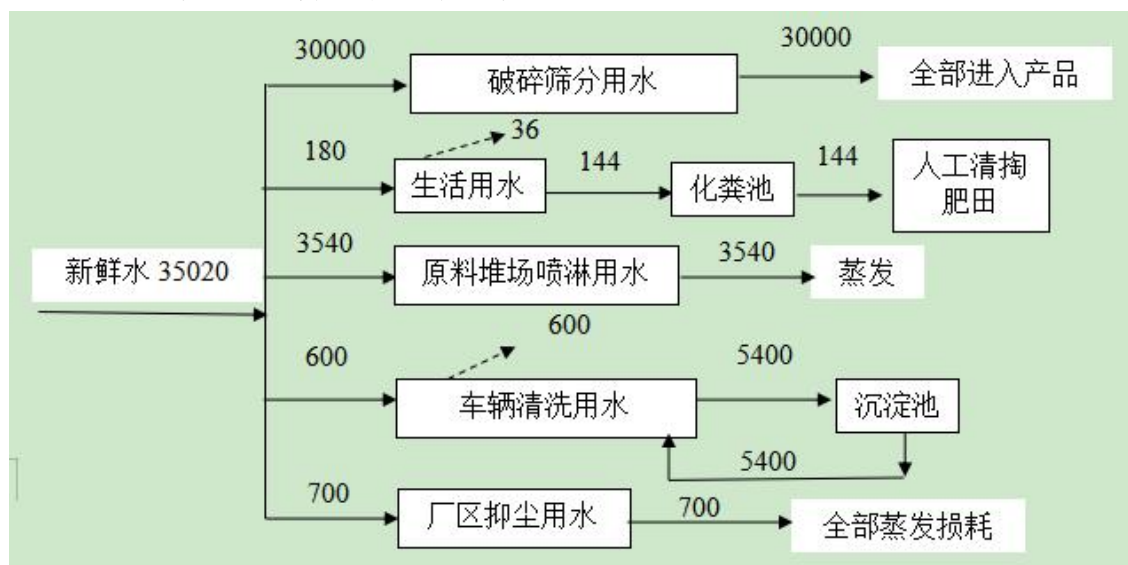 30000
30000
破碎筛分用水
全部进入产品
36
180
144
144
生活用水
化粪池
人工清掏
肥田
3540
3540
新鲜水 35020
原料堆场喷淋用水
蒸发
600
600
5400
车辆清洗用水
沉淀池
5400
700
700
厂区抑尘用水
全部蒸发损耗